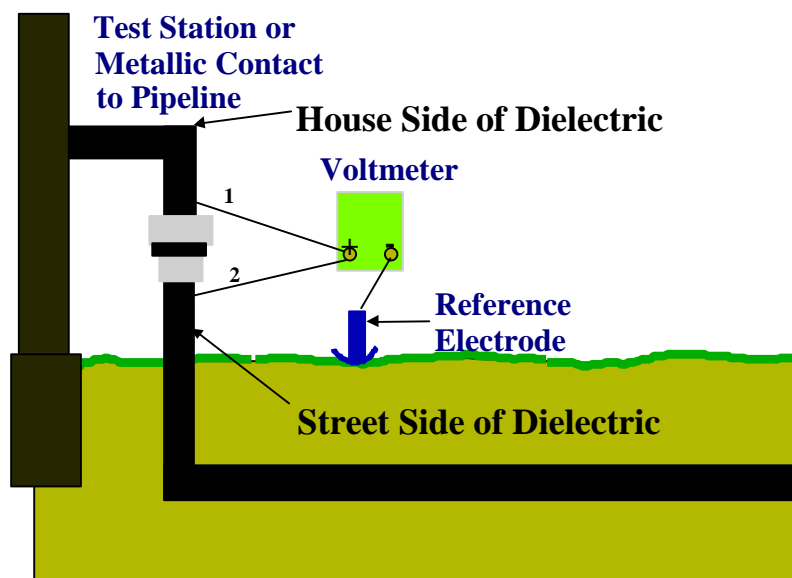 Test Station or
Metallic Contact
to Pipeline
House Side of Dielectric
Voltmeter
1
+ -
2
Reference
Electrode
Street Side of Dielectric